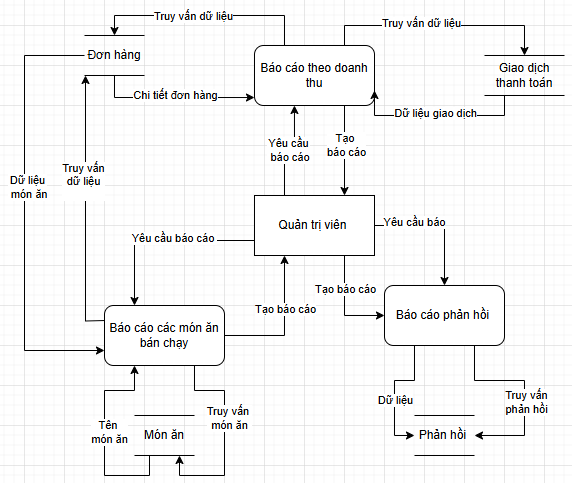 Truy vấn dữ liệu
Truy vấn dữ liệu
Đơn hàng
Báo cáo theo doanh
thu
Giao dịch
thanh toán
Chi tiết đơn hàng
Dữ liệu giao dịch
Yêu cầu
báo cáo
Tạo
báo cáo
Truy vấn
dữ liệu
Dữ liệu
món ăn
Quản trị viên
Yêu cầu báo
Yêu cầu báo cáo
Tạo báo cáo
Tạo báo cáo
Báo cáo các món ăn
bán chạy
Báo cáo phản hồi
Tên
món ăn
Món ăn
Truy vấn
món ăn
Dữ liệu
Truy vấn
phản hồi
Phản hồi